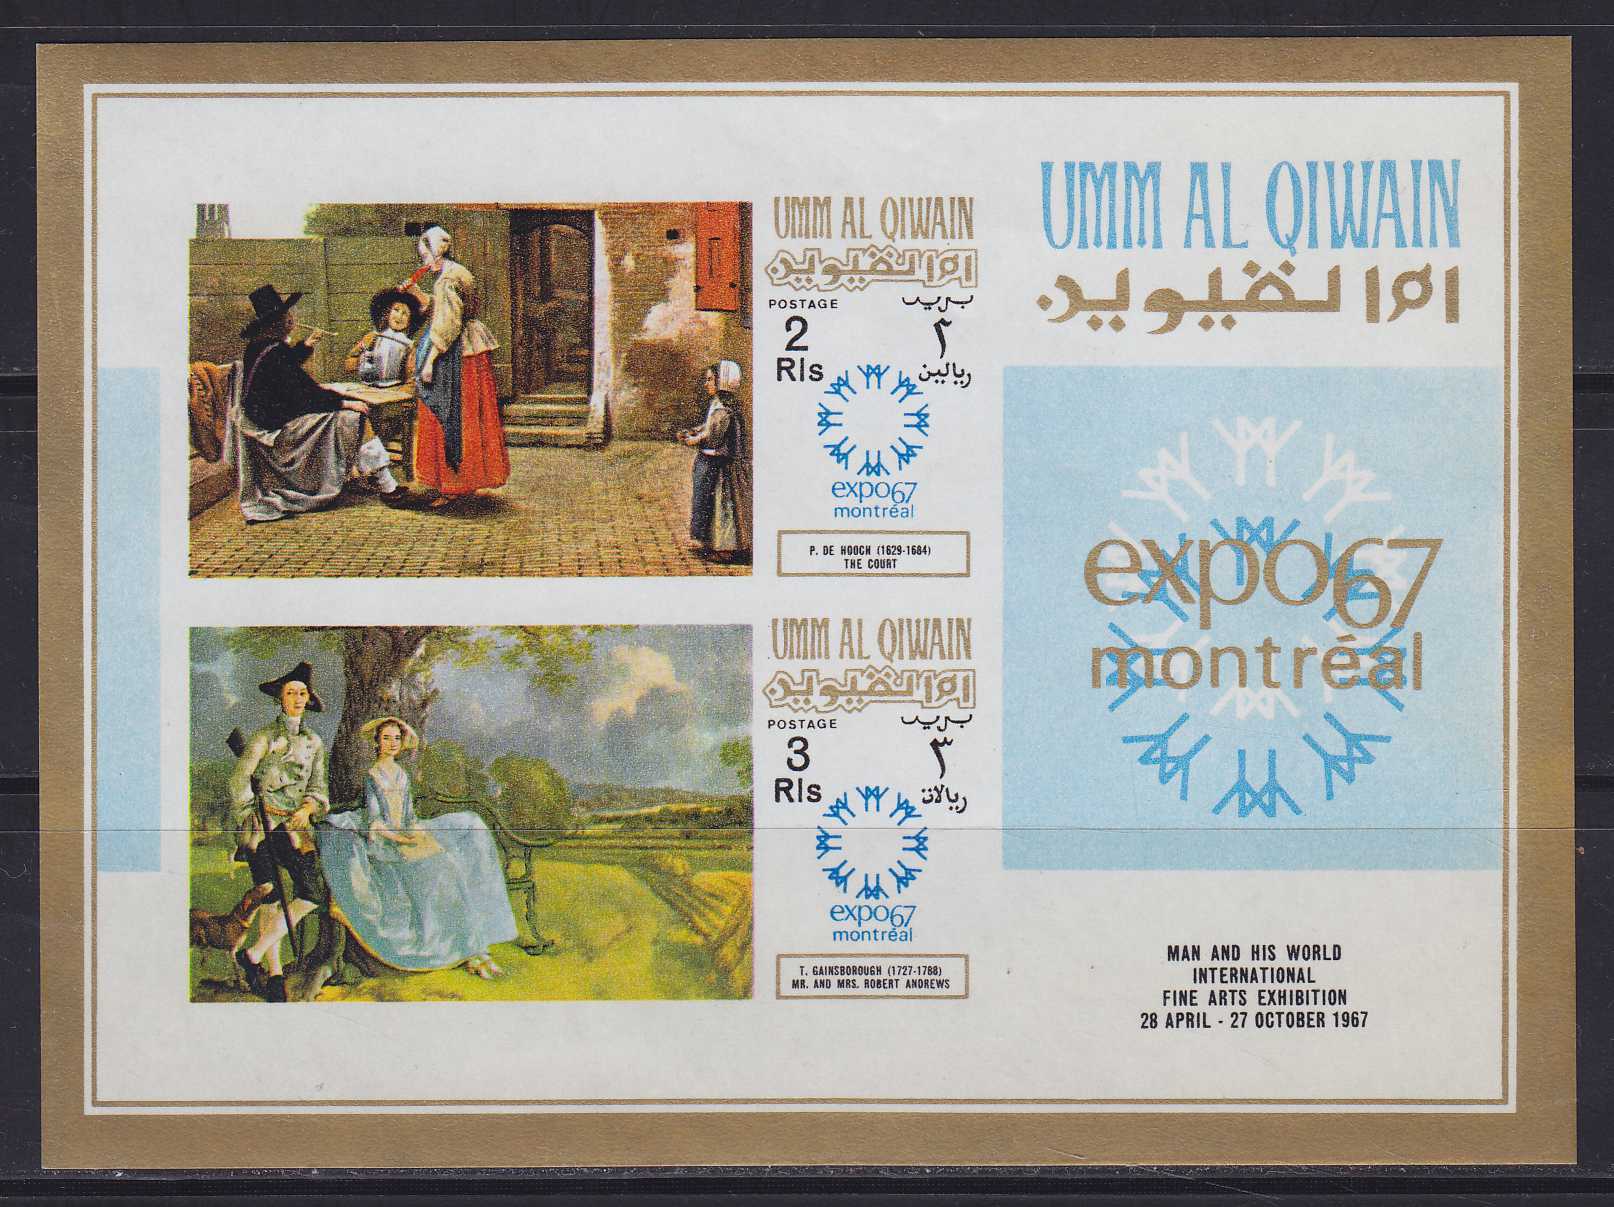 UMM AL QIWAIN
ام القيوين
POSTAGE
بريد
2
٢
Rls
ريالين
expo67
montréal
P. DE HOOCH (1629-1684)
THE COURT
UMM AL QIWAIN
ام القيوين
POSTAGE
بريد
3
٣
Rls
ريالات
expo67
montréal
T. GAINSBOROUGH (1727-1788)
MR. AND MRS. ROBERT ANDREWS
UMM AL QIWAIN
ام القيوين
expo67
montréal
MAN AND HIS WORLD
INTERNATIONAL
FINE ARTS EXHIBITION
28 APRIL - 27 OCTOBER 1967